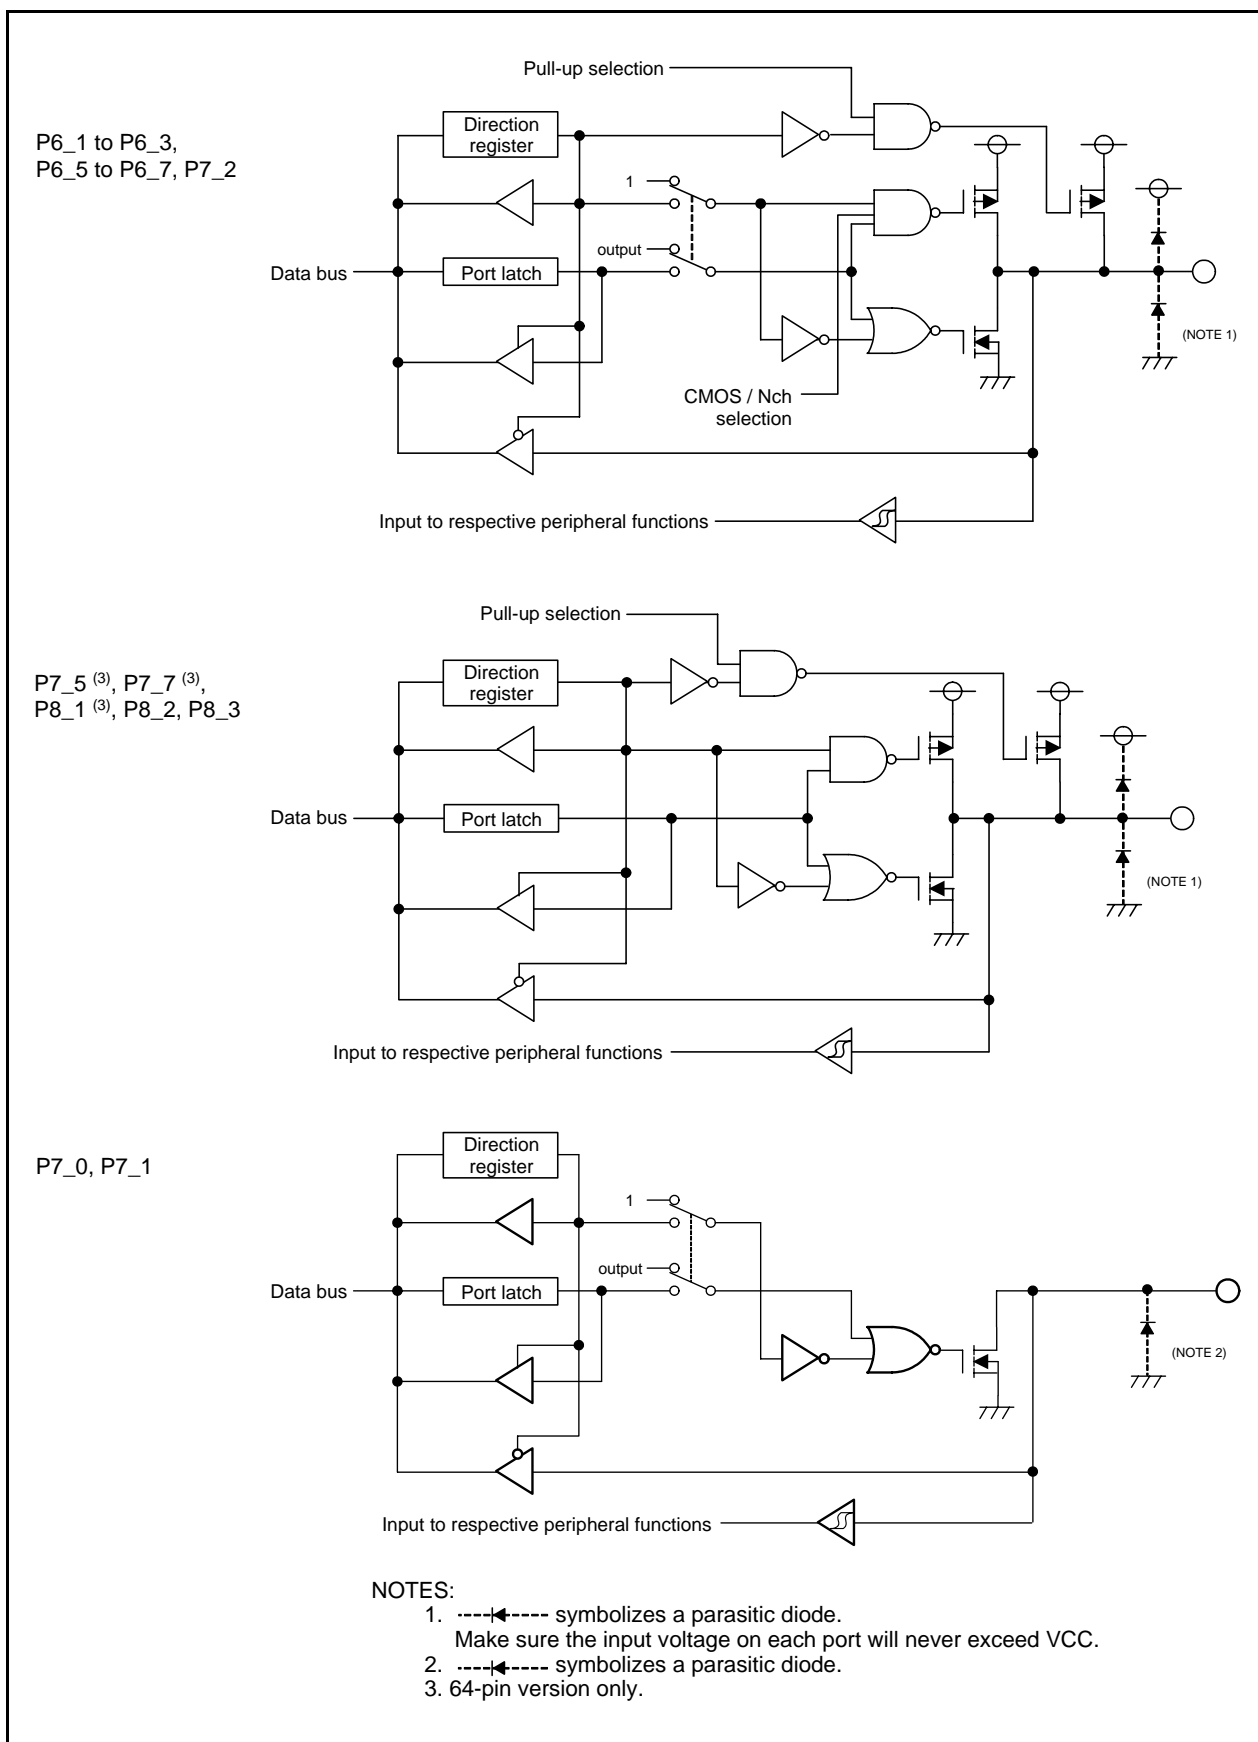 Pull-up selection
P6_1 to P6_3,
P6_5 to P6_7, P7_2
Direction
register
1
output
Data bus
Port latch
(NOTE 1)
CMOS / Nch
selection
Input to respective peripheral functions
Pull-up selection
P7_5 (3), P7_7 (3),
P8_1 (3), P8_2, P8_3
Direction
register
Data bus
Port latch
(NOTE 1)
Input to respective peripheral functions
P7_0, P7_1
Direction
register
1
output
Data bus
Port latch
(NOTE 2)
Input to respective peripheral functions
NOTES:
1. symbolizes a parasitic diode.
Make sure the input voltage on each port will never exceed VCC.
2. symbolizes a parasitic diode.
3. 64-pin version only.